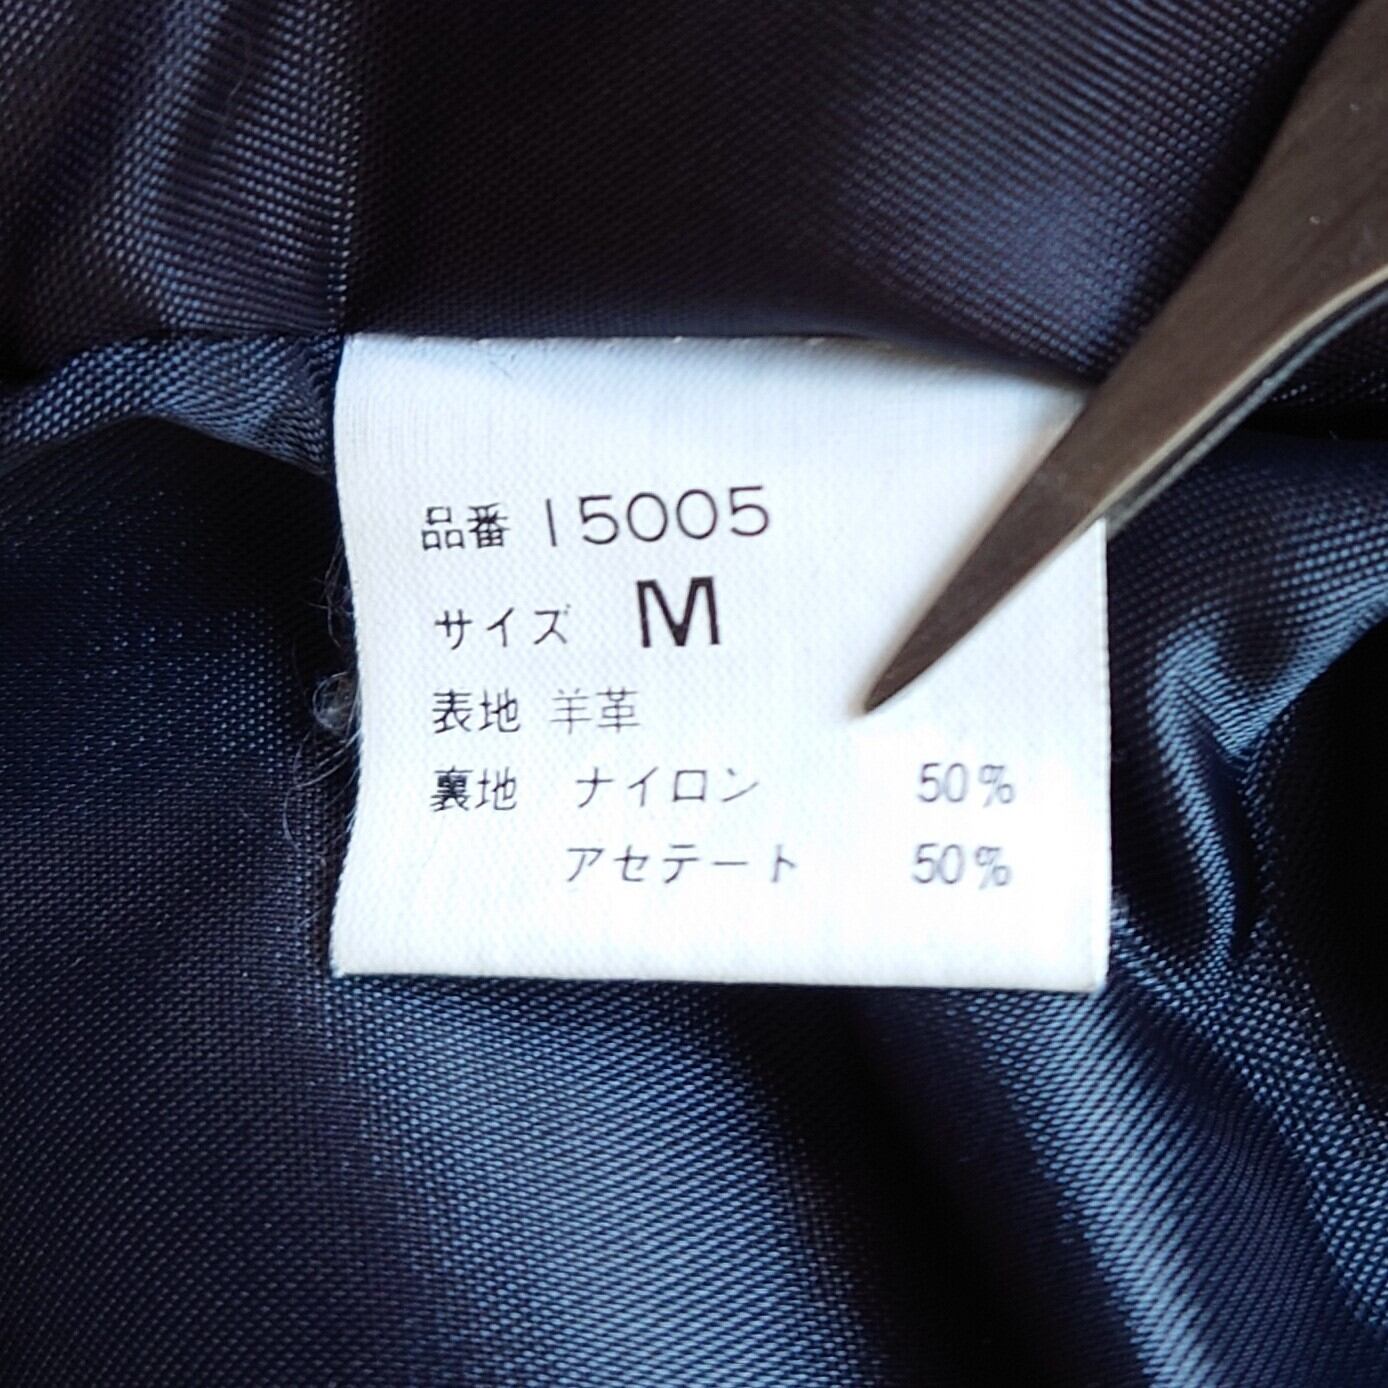 品番 15005
サイズ M
表地 羊革
裏地 ナイロン 50%
アセテート 50%